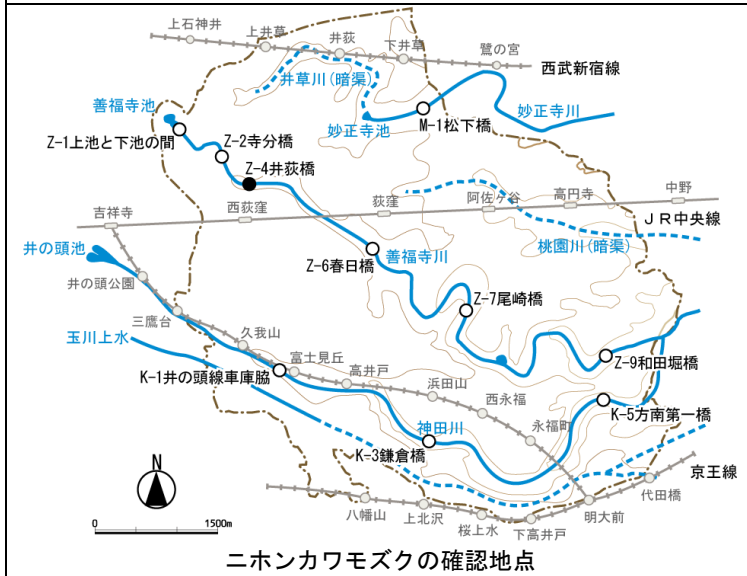 上石神井
上井草
井荻
下井草
鷺の宮
西武新宿線
井草川(暗渠)
善福寺池
妙正寺池
M-1松下橋
妙正寺川
Z-1上池と下池の間
Z-2寺分橋
Z-4井荻橋
吉祥寺
西荻窪
荻窪
阿佐ケ谷
高円寺
中野
JR中央線
井の頭池
井の頭公園
善福寺川
桃園川(暗渠)
Z-6春日橋
三鷹台
Z-7尾崎橋
玉川上水
久我山
富士見丘
高井戸
K-1井の頭線車庫脇
浜田山
西永福
Z-9和田堀橋
K-5方南第一橋
神田川
永福町
K-3鎌倉橋
京王線
N
代田橋
0 1500m
八幡山
上北沢
桜上水
下高井戸
明大前
ニホンカワモズクの確認地点